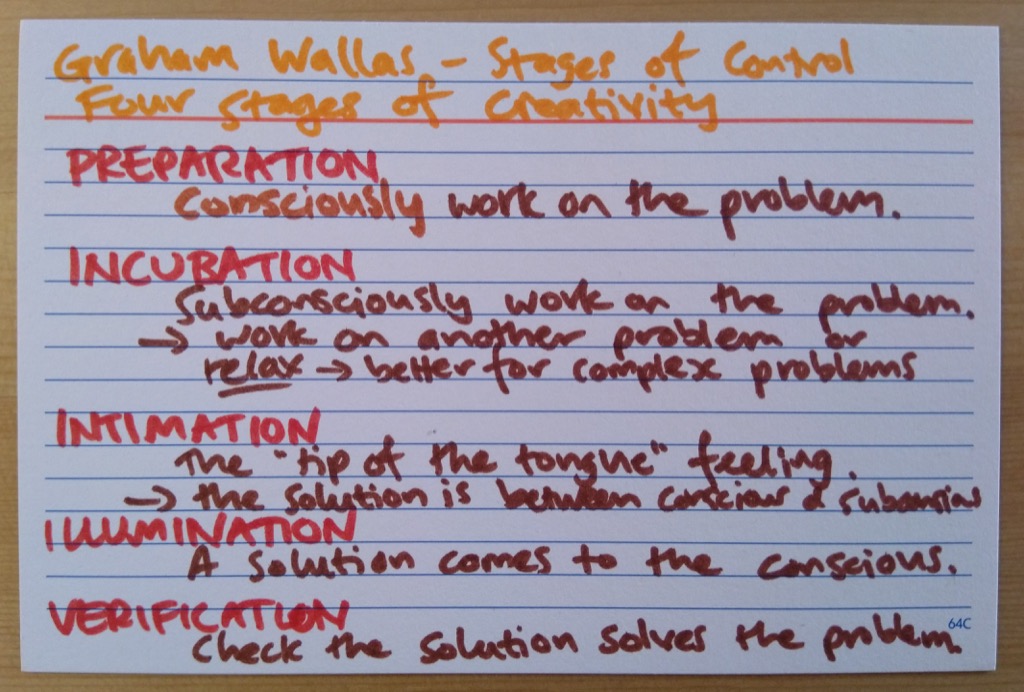 Graham Wallas - Stages of Control
Four Stages of Creativity
PREPARATION
Consciously work on the problem.
INCUBATION
Subconsciously work on the problem.
→ work on another problem or
relax → better for complex problems
INTIMATION
The "tip of the tongue" feeling.
→ the solution is between conscious & subconscious
ILLUMINATION
A solution comes to the conscious.
VERIFICATION
64C
Check the solution solves the problem.